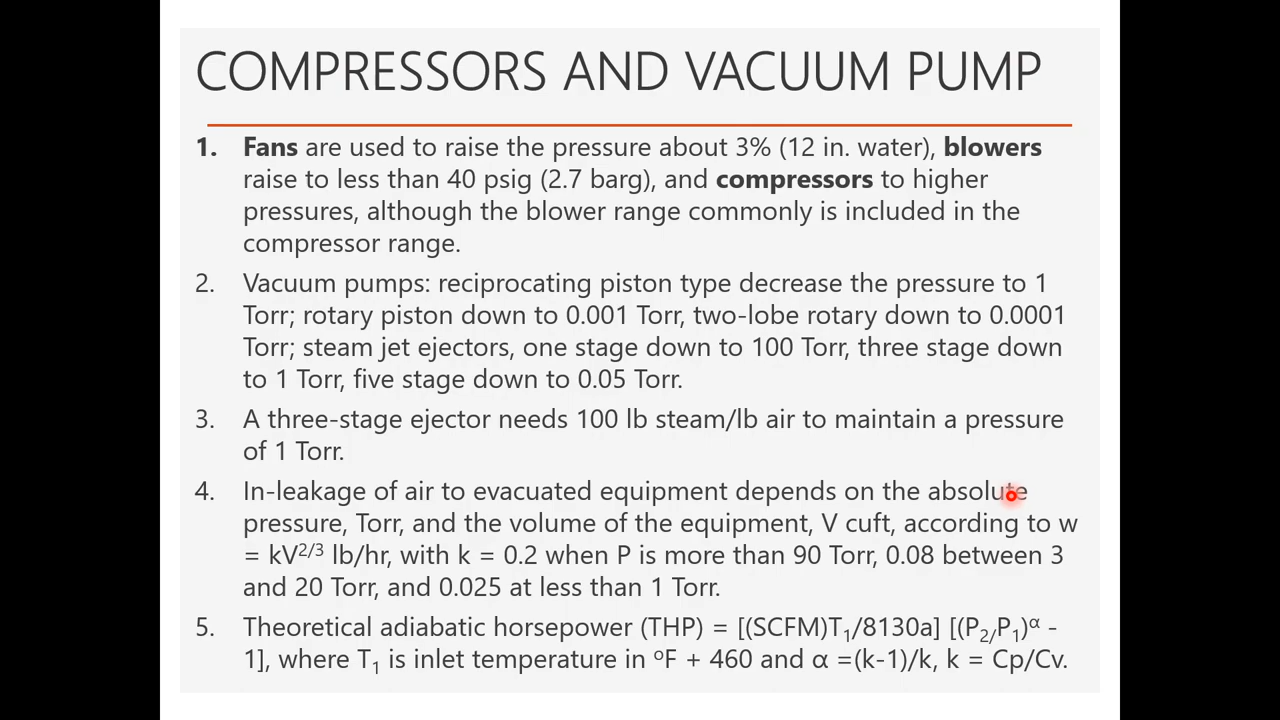 COMPRESSORS AND VACUUM PUMP
1. Fans are used to raise the pressure about 3% (12 in. water), blowers
raise to less than 40 psig (2.7 barg), and compressors to higher
pressures, although the blower range commonly is included in the
compressor range.
2. Vacuum pumps: reciprocating piston type decrease the pressure to 1
Torr; rotary piston down to 0.001 Torr, two-lobe rotary down to 0.0001
Torr; steam jet ejectors, one stage down to 100 Torr, three stage down
to 1 Torr, five stage down to 0.05 Torr.
3. A three-stage ejector needs 100 lb steam/lb air to maintain a pressure
of 1 Torr.
4. In-leakage of air to evacuated equipment depends on the absolute
pressure, Torr, and the volume of the equipment, V cuft, according to w
= kV²ᐟ³ lb/hr, with k = 0.2 when P is more than 90 Torr, 0.08 between 3
and 20 Torr, and 0.025 at less than 1 Torr.
5. Theoretical adiabatic horsepower (THP) = [(SCFM)T₁/8130a] [(P₂/P₁)ᵅ -
1], where T₁ is inlet temperature in ⁰F + 460 and α =(k-1)/k, k = Cp/Cv.